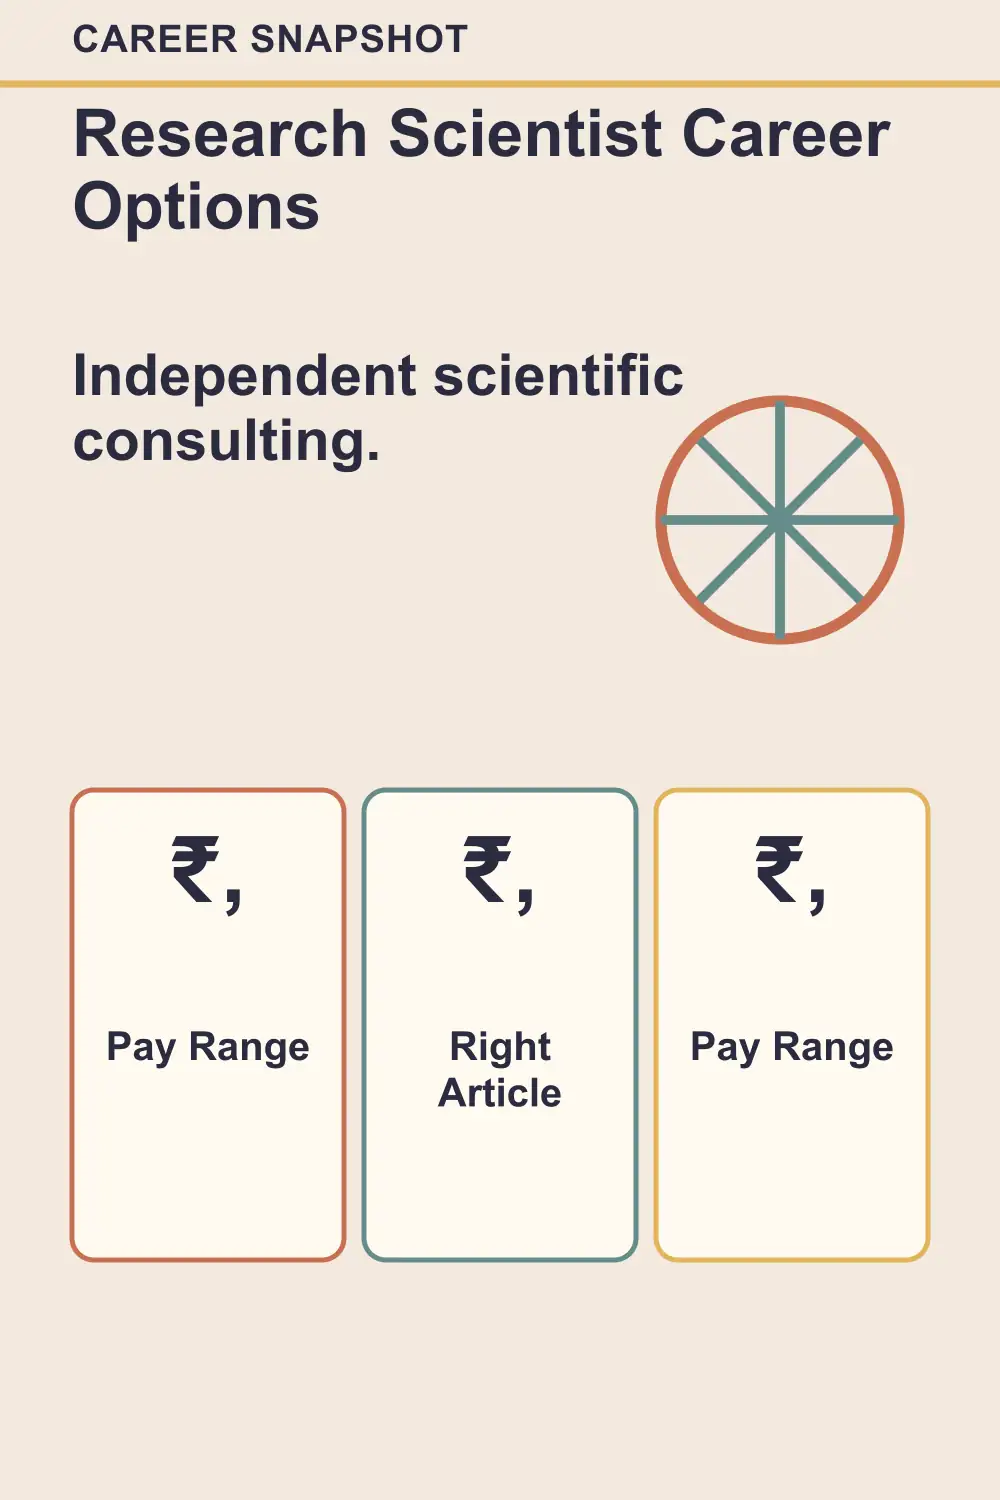 CAREER SNAPSHOT
Research Scientist Career
Options
Independent scientific
consulting.
₹,
₹,
₹,
Pay Range
Right
Article
Pay Range